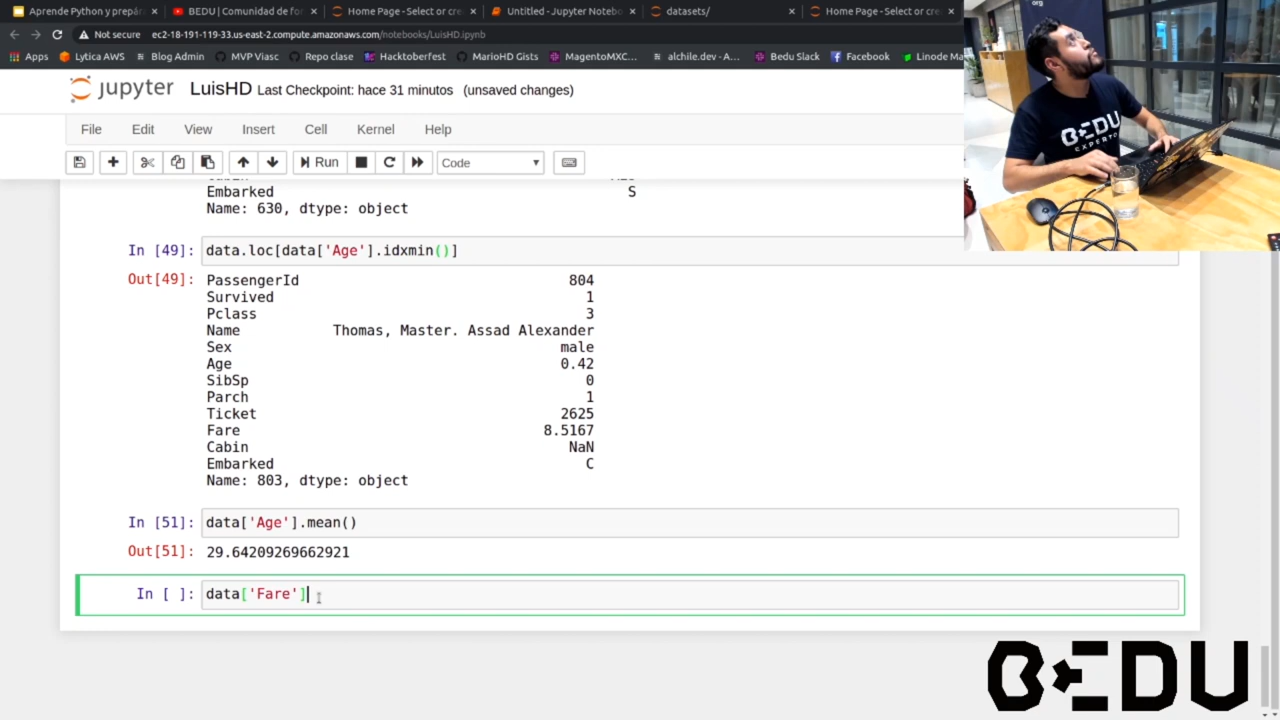 Aprende Python y prepár
BEDU | Comunidad de for
Home Page - Select or cre
Untitled - Jupyter Notebo
datasets/
Home Page - Select or cre
Not secure
ec2-18-191-119-33.us-east-2.compute.amazonaws.com/notebooks/LuisHD.ipynb
Apps
Lytica AWS
Blog Admin
MVP View
Repo clase
Hacktoberfest
MarioHD Gists
MagentoMXC...
alchile.dev - A...
Bedu Slack
Facebook
Linode Ma
org
BEDU
EXPERTO
jupyter LuisHD Last Checkpoint: hace 31 minutos (unsaved changes)
File Edit View Insert Cell Kernel Help
Run Code
Embarked S
Name: 630, dtype: object
In [49]: data.loc[data['Age'].idxmin()]
Out[49]: PassengerId 804
Survived 1
Pclass 3
Name Thomas, Master. Assad Alexander
Sex male
Age 0.42
SibSp 0
Parch 1
Ticket 2625
Fare 8.5167
Cabin NaN
Embarked C
Name: 803, dtype: object
In [51]: data['Age'].mean()
Out[51]: 29.64209269662921
In [ ]: data['Fare']
BEDU